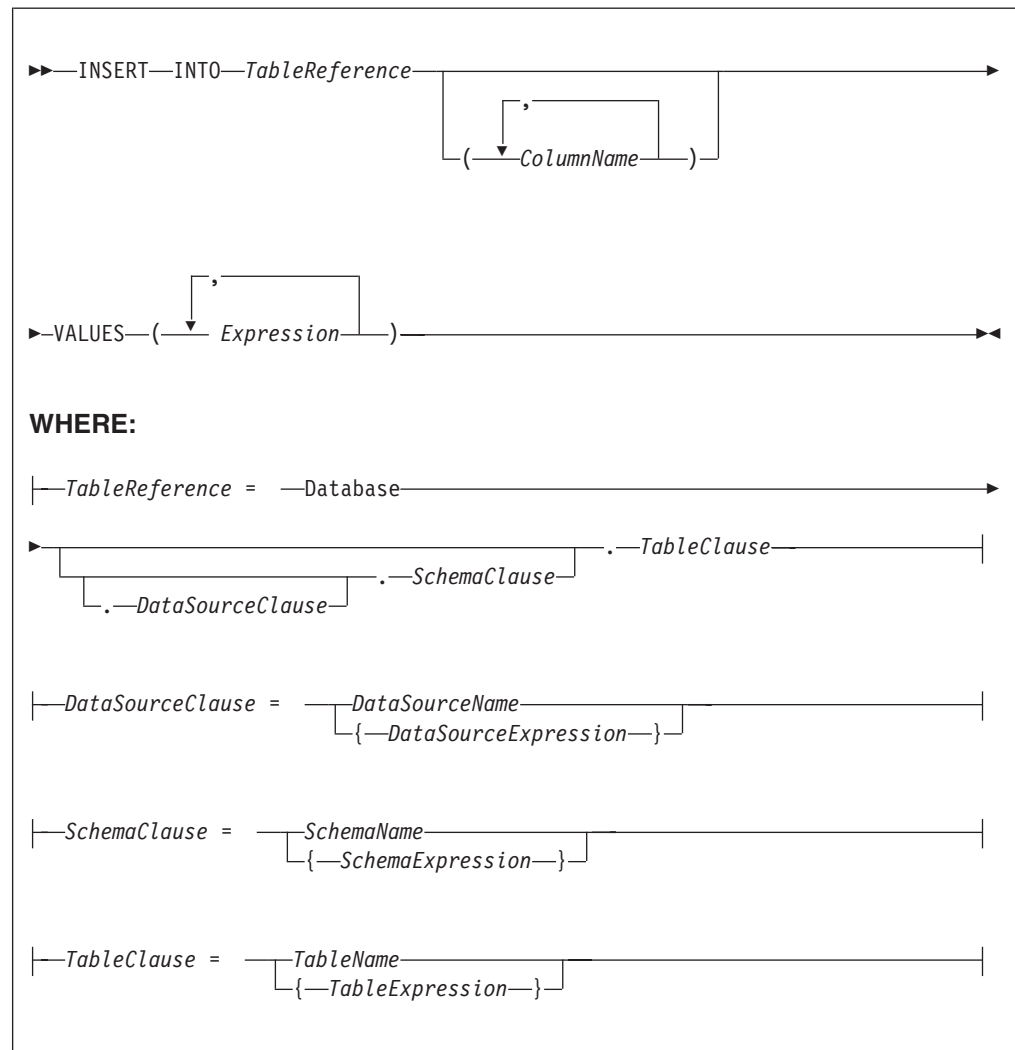 INSERT INTO TableReference
,
( ColumnName )
,
VALUES ( Expression )
WHERE:
TableReference = Database
. TableClause
. SchemaClause
. DataSourceClause
DataSourceClause = DataSourceName
{ DataSourceExpression }
SchemaClause = SchemaName
{ SchemaExpression }
TableClause = TableName
{ TableExpression }